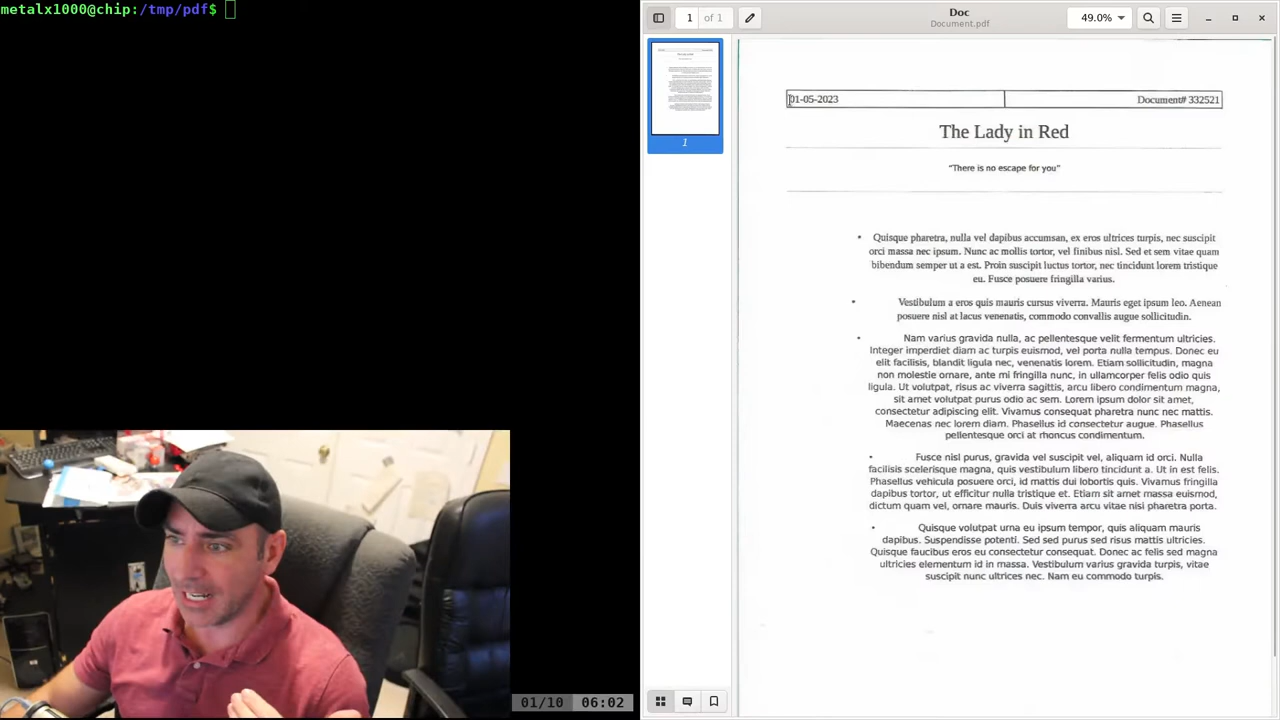 metalx1000@chip:/tmp/pdf$
01/10 06:02
1 of 1
Doc
Document.pdf
49.0%
1
01-05-2023 Document# 332521
The Lady in Red
“There is no escape for you”
• Quisque pharetra, nulla vel dapibus accumsan, ex eros ultrices turpis, nec suscipit
orci massa nec ipsum. Nunc ac mollis tortor, vel finibus nisl. Sed et sem vitae quam
bibendum semper ut a est. Proin suscipit luctus tortor, nec tincidunt lorem tristique
eu. Fusce posuere fringilla varius.
• Vestibulum a eros quis mauris cursus viverra. Mauris eget ipsum leo. Aenean
posuere nisl at lacus venenatis, commodo convallis augue sollicitudin.
• Nam varius gravida nulla, ac pellentesque velit fermentum ultricies.
Integer imperdiet diam ac turpis euismod, vel porta nulla tempus. Donec eu
elit facilisis, blandit ligula nec, venenatis lorem. Etiam sollicitudin, magna
non molestie ornare, ante mi fringilla nunc, in ullamcorper felis odio quis
ligula. Ut volutpat, risus ac viverra sagittis, arcu libero condimentum magna,
sit amet volutpat purus odio ac sem. Lorem ipsum dolor sit amet,
consectetur adipiscing elit. Vivamus consequat pharetra nunc nec mattis.
Maecenas nec lorem diam. Phasellus id consectetur augue. Phasellus
pellentesque orci at rhoncus condimentum.
• Fusce nisl purus, gravida vel suscipit vel, aliquam id orci. Nulla
facilisis scelerisque magna, quis vestibulum libero tincidunt a. Ut in est felis.
Phasellus vehicula posuere orci, id mattis dui lobortis quis. Vivamus fringilla
dapibus tortor, ut efficitur nulla tristique et. Etiam sit amet massa euismod,
dictum quam vel, ornare mauris. Duis viverra arcu vitae nisi pharetra porta.
• Quisque volutpat urna eu ipsum tempor, quis aliquam mauris
dapibus. Suspendisse potenti. Sed sed purus sed risus mattis ultricies.
Quisque faucibus eros eu consectetur consequat. Donec ac felis sed magna
ultricies elementum id in massa. Vestibulum varius gravida turpis, vitae
suscipit nunc ultrices nec. Nam eu commodo turpis.